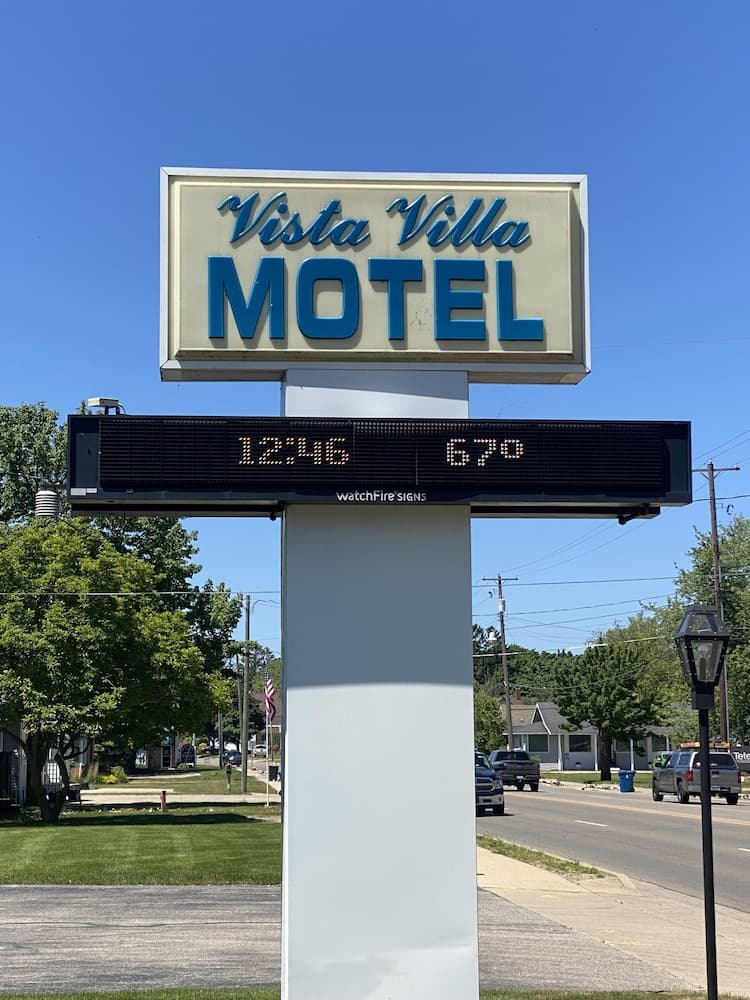 Vista Villa
MOTEL
12:46 67°
watchFire SIGNS